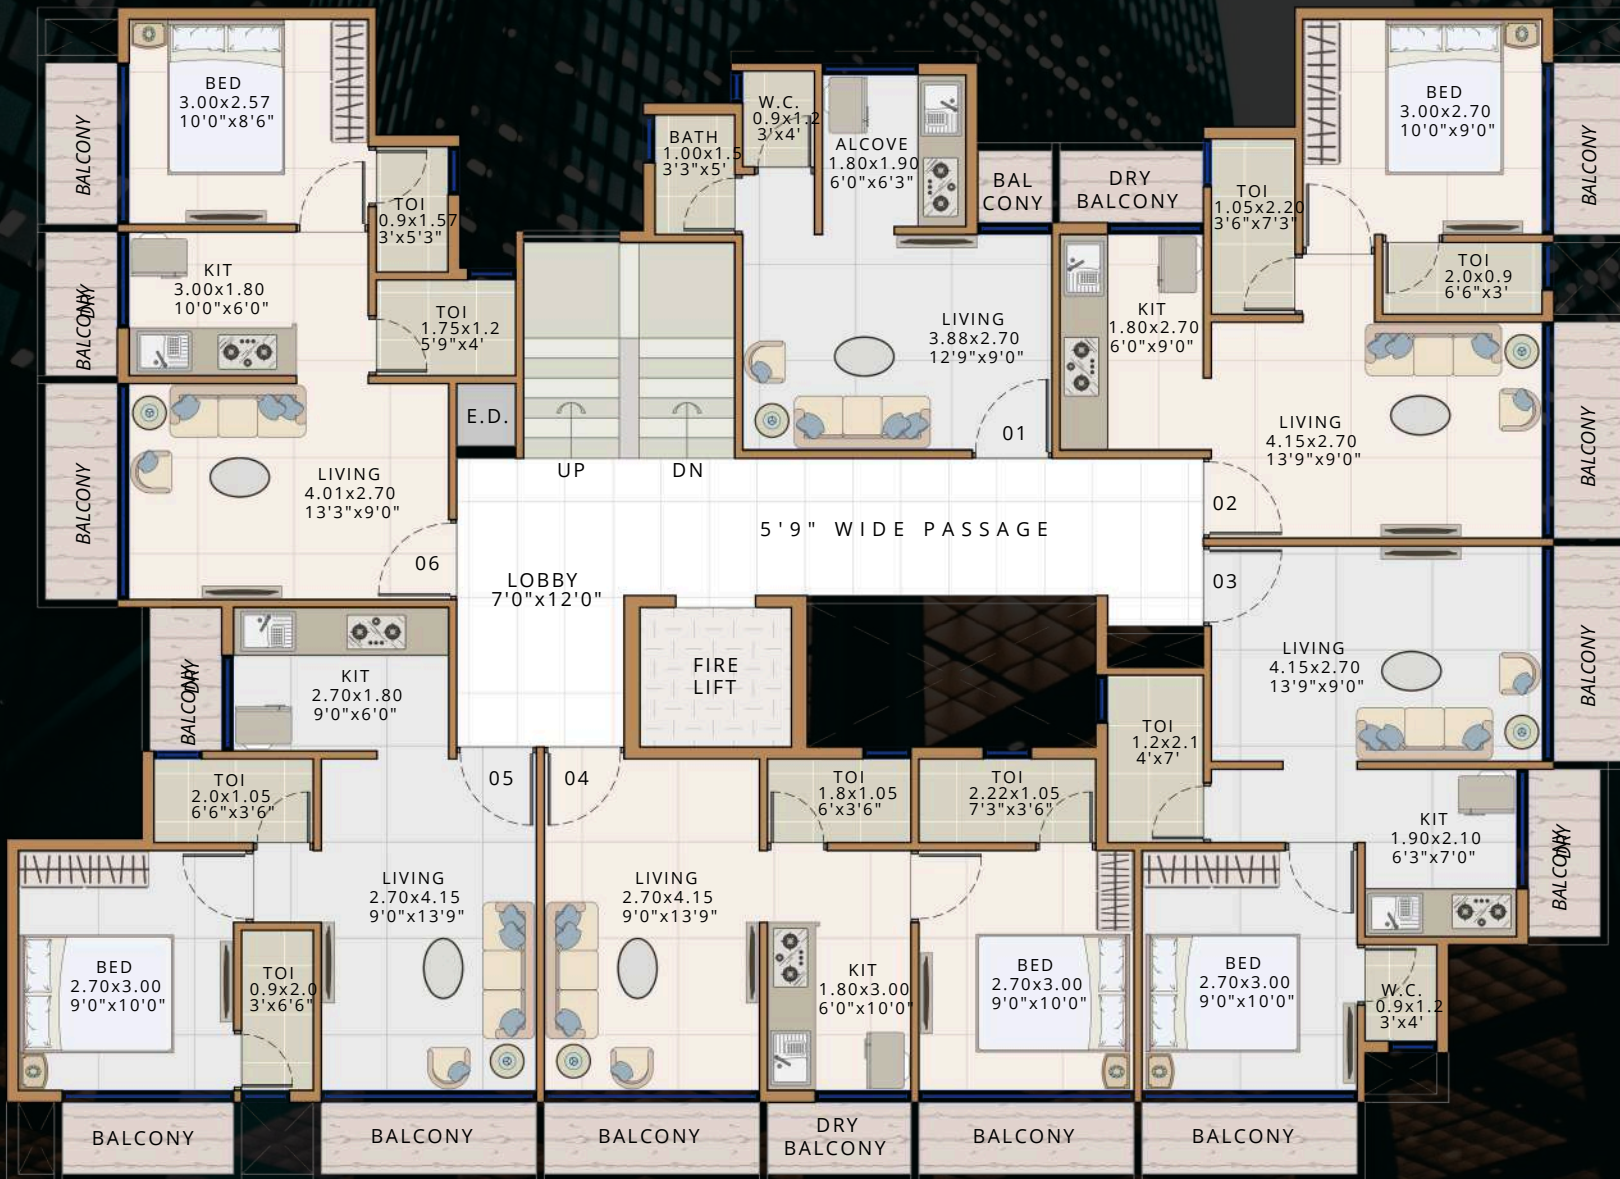 BED
3.00x2.57
10'0"x8'6"
BALCONY
TOI
0.9x1.57
3'x5'3"
KIT
3.00x1.80
10'0"x6'0"
DRY
BALCONY
TOI
1.75x1.2
5'9"x4'
E.D.
BALCONY
LIVING
4.01x2.70
13'3"x9'0"
06
BATH
1.00x1.5
3'3"x5'
W.C.
0.9x1.2
3'x4'
ALCOVE
1.80x1.90
6'0"x6'3"
BAL
CONY
DRY
BALCONY
LIVING
3.88x2.70
12'9"x9'0"
01
KIT
1.80x2.70
6'0"x9'0"
TOI
1.05x2.20
3'6"x7'3"
BED
3.00x2.70
10'0"x9'0"
BALCONY
TOI
2.0x0.9
6'6"x3'
LIVING
4.15x2.70
13'9"x9'0"
BALCONY
02
UP
DN
5'9" WIDE PASSAGE
LOBBY
7'0"x12'0"
FIRE
LIFT
03
LIVING
4.15x2.70
13'9"x9'0"
BALCONY
DRY
BALCONY
KIT
2.70x1.80
9'0"x6'0"
TOI
2.0x1.05
6'6"x3'6"
05
04
TOI
1.8x1.05
6'x3'6"
TOI
2.22x1.05
7'3"x3'6"
TOI
1.2x2.1
4'x7'
KIT
1.90x2.10
6'3"x7'0"
DRY
BALCONY
LIVING
2.70x4.15
9'0"x13'9"
LIVING
2.70x4.15
9'0"x13'9"
BED
2.70x3.00
9'0"x10'0"
TOI
0.9x2.0
3'x6'6"
KIT
1.80x3.00
6'0"x10'0"
BED
2.70x3.00
9'0"x10'0"
BED
2.70x3.00
9'0"x10'0"
W.C.
0.9x1.2
3'x4'
BALCONY
BALCONY
BALCONY
DRY
BALCONY
BALCONY
BALCONY